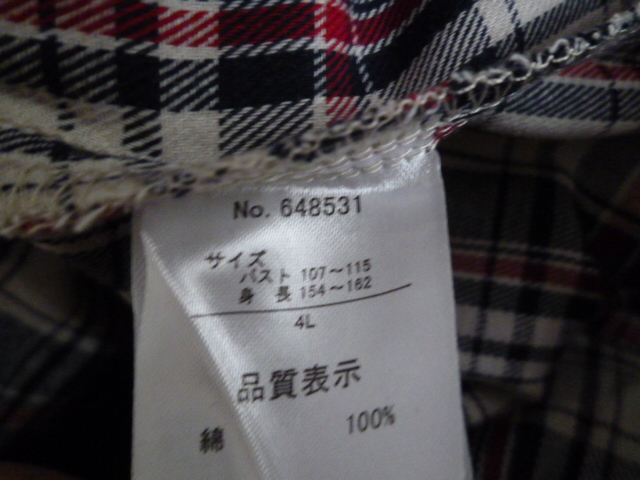 No. 648531
サイズ
バスト 107～115
身 長 154～162
4L
品質表示
綿 100%